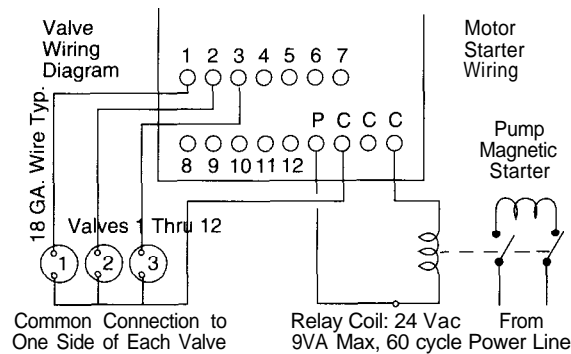 Valve
Wiring
Diagram
Motor
Starter
Wiring
1 2 3 4 5 6 7
P C C C
8 9 10 11 12
18 GA. Wire Typ.
Pump
Magnetic
Starter
Valves 1 Thru 12
1 2 3
Common Connection to
One Side of Each Valve
Relay Coil: 24 Vac
9VA Max, 60 cycle
From
Power Line